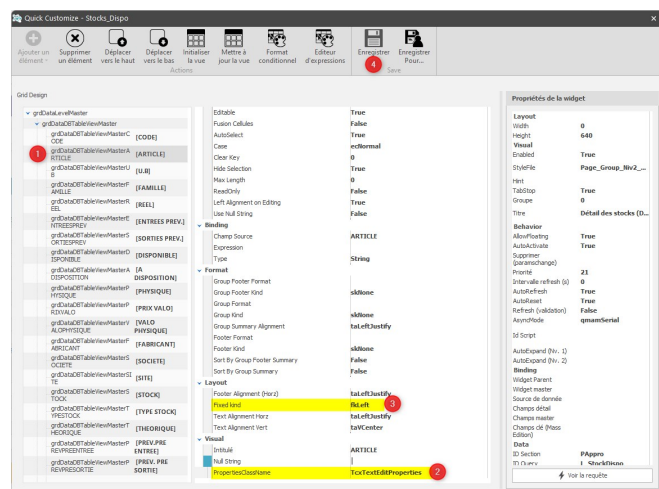 Quick Customize - Stocks_Dispo
x
Ajouter un élément
Supprimer un élément
Déplacer vers le haut
Déplacer vers le bas
Initialiser la vue
Mettre à jour la vue
Format conditionnel
Editeur d'expressions
Enregistrer
Enregistrer Pour...
4
Actions
Save
Grid Design
grdDataLevelMaster
grdDataDBTableViewMaster
grdDataDBTableViewMasterC
ODE
[CODE]
1
grdDataDBTableViewMasterA
RTICLE
[ARTICLE]
grdDataDBTableViewMasterU
B
[U.B]
grdDataDBTableViewMasterF
AMILLE
[FAMILLE]
grdDataDBTableViewMasterR
EEL
[REEL]
grdDataDBTableViewMasterE
NTREESPREV
[ENTREES PREV.]
grdDataDBTableViewMasterS
ORTIESPREV
[SORTIES PREV.]
grdDataDBTableViewMasterD
ISPONIBLE
[DISPONIBLE]
grdDataDBTableViewMasterA
DISPOSITION
[A
DISPOSITION]
grdDataDBTableViewMasterP
HYSIQUE
[PHYSIQUE]
grdDataDBTableViewMasterP
RIXVALO
[PRIX VALO]
grdDataDBTableViewMasterV
ALOPHYSIQUE
[VALO
PHYSIQUE]
grdDataDBTableViewMasterF
ABRICANT
[FABRICANT]
grdDataDBTableViewMasterS
OCIETE
[SOCIETE]
grdDataDBTableViewMasterSI
TE
[SITE]
grdDataDBTableViewMasterS
TOCK
[STOCK]
grdDataDBTableViewMasterT
YPESTOCK
[TYPE STOCK]
grdDataDBTableViewMasterT
HEORIQUE
[THEORIQUE]
grdDataDBTableViewMasterP
REVPREENTREE
[PREV.PRE
ENTREE]
grdDataDBTableViewMasterP
REVPRESORTIE
[PREV. PRE
SORTIE]
Editable True
Fusion Cellules False
AutoSelect True
Case ecNormal
Clear Key 0
Hide Selection True
Max Length 0
ReadOnly False
Left Alignment on Editing True
Use Null String False
Binding
Champ Source ARTICLE
Expression
Type String
Format
Group Footer Format
Group Footer Kind skNone
Group Format
Group Kind skNone
Group Summary Alignment taLeftJustify
Footer Format
Footer Kind skNone
Sort By Group Footer Summary False
Sort By Group Summary False
Layout
Footer Alignment (Horz) taLeftJustify
Fixed kind fkLeft 3
Text Alignment Horz taLeftJustify
Text Alignment Vert taVCenter
Visual
Intitulé ARTICLE
Null String
PropertiesClassName TcxTextEditProperties 2
Propriétés de la widget
Layout
Width 0
Height 640
Visual
Enabled True
StyleFile Page_Group_Niv2_...
Hint
TabStop True
Groupe 0
Titre Détail des stocks (D...
Behavior
AllowFloating True
AutoActivate True
Supprimer
(paramschange)
Priorité 21
Intervalle refresh (s) 0
AutoRefresh True
AutoReset True
Refresh (validation) False
AsyncMode qmamSerial
Id Script
AutoExpand (Nv. 1)
AutoExpand (Nv. 2)
Binding
Widget Parent
Widget master
Source de donnée
Champs détail
Champs master
Champs clé (Mass
Edition)
Data
ID Section PAppro
ID Query L_StockDispo
Voir la requête